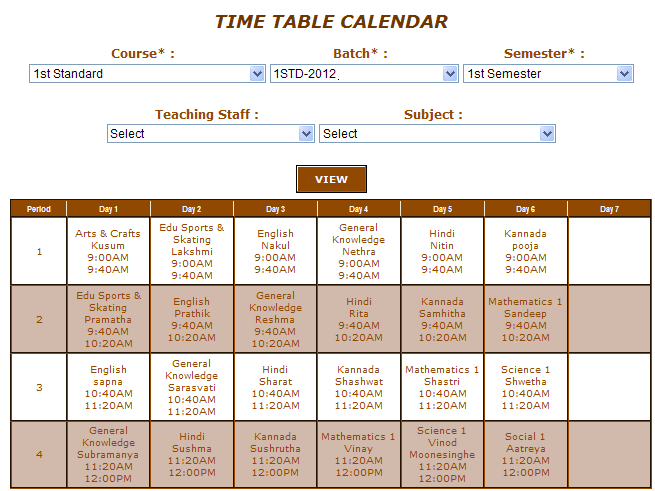 TIME TABLE CALENDAR
Course* : Batch* : Semester* :
1st Standard 1STD-2012 1st Semester
Teaching Staff : Subject :
Select Select
VIEW
Period Day 1 Day 2 Day 3 Day 4 Day 5 Day 6 Day 7
1
Arts & Crafts
Kusum
9:00AM
9:40AM
Edu Sports &
Skating
Lakshmi
9:00AM
9:40AM
English
Nakul
9:00AM
9:40AM
General
Knowledge
Nethra
9:00AM
9:40AM
Hindi
Nitin
9:00AM
9:40AM
Kannada
pooja
9:00AM
9:40AM
2
Edu Sports &
Skating
Pramatha
9:40AM
10:20AM
English
Prathik
9:40AM
10:20AM
General
Knowledge
Reshma
9:40AM
10:20AM
Hindi
Rita
9:40AM
10:20AM
Kannada
Samhitha
9:40AM
10:20AM
Mathematics 1
Sandeep
9:40AM
10:20AM
3
English
sapna
10:40AM
11:20AM
General
Knowledge
Sarasvati
10:40AM
11:20AM
Hindi
Sharat
10:40AM
11:20AM
Kannada
Shashwat
10:40AM
11:20AM
Mathematics 1
Shastri
10:40AM
11:20AM
Science 1
Shwetha
10:40AM
11:20AM
4
General
Knowledge
Subramanya
11:20AM
12:00PM
Hindi
Sushma
11:20AM
12:00PM
Kannada
Sushrutha
11:20AM
12:00PM
Mathematics 1
Vinay
11:20AM
12:00PM
Science 1
Vinod
Moonesinghe
11:20AM
12:00PM
Social 1
Aatreya
11:20AM
12:00PM